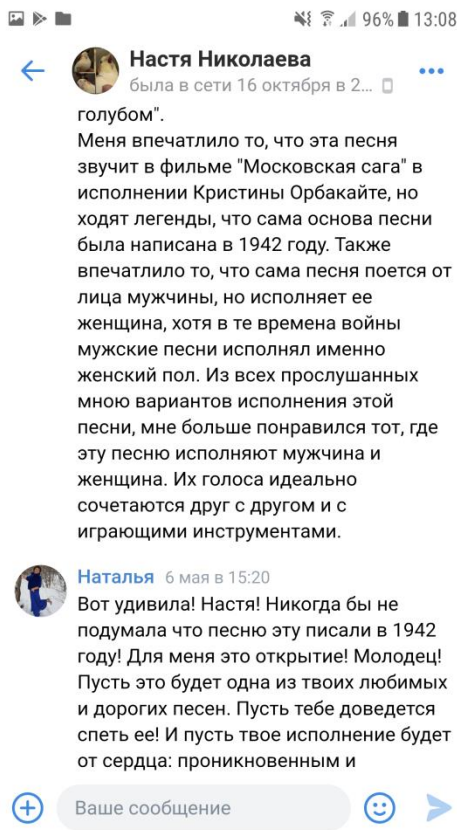 96% 13:08
Настя Николаева
была в сети 16 октября в 2...
голубом".
Меня впечатлило то, что эта песня
звучит в фильме "Московская сага" в
исполнении Кристины Орбакайте, но
ходят легенды, что сама основа песни
была написана в 1942 году. Также
впечатлило то, что сама песня поется от
лица мужчины, но исполняет ее
женщина, хотя в те времена войны
мужские песни исполнял именно
женский пол. Из всех прослушанных
мною вариантов исполнения этой
песни, мне больше понравился тот, где
эту песню исполняют мужчина и
женщина. Их голоса идеально
сочетаются друг с другом и с
играющими инструментами.
Наталья 6 мая в 15:20
Вот удивила! Настя! Никогда бы не
подумала что песню эту писали в 1942
году! Для меня это открытие! Молодец!
Пусть это будет одна из твоих любимых
и дорогих песен. Пусть тебе доведется
спеть ее! И пусть твое исполнение будет
от сердца: проникновенным и
Ваше сообщение